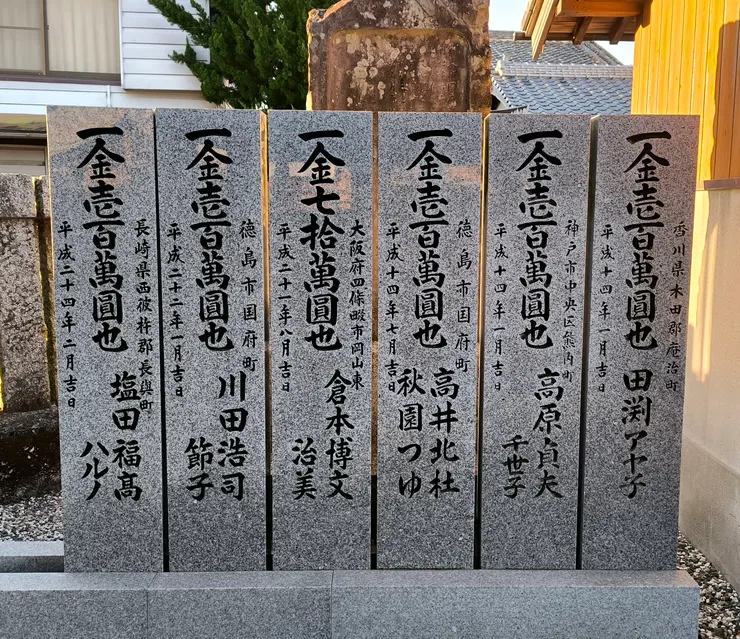 香川県木田郡庵治町
一金壱百萬圓也 田渕アヤ子
平成十四年一月吉日
神戸市中央区熊内町
一金壱百萬圓也 高原貞夫
千世子
平成十四年一月吉日
徳島市国府町
一金壱百萬圓也 高井北杜
秋園つゆ
平成十四年七月吉日
大阪府四條畷市岡山東
一金七拾萬圓也 倉本博文
治美
平成二十一年八月吉日
徳島市国府町
一金壱百萬圓也 川田浩司
節子
平成二十二年一月吉日
長崎県西彼杵郡長與町
一金壱百萬圓也 塩田福髙
ハルノ
平成二十四年二月吉日